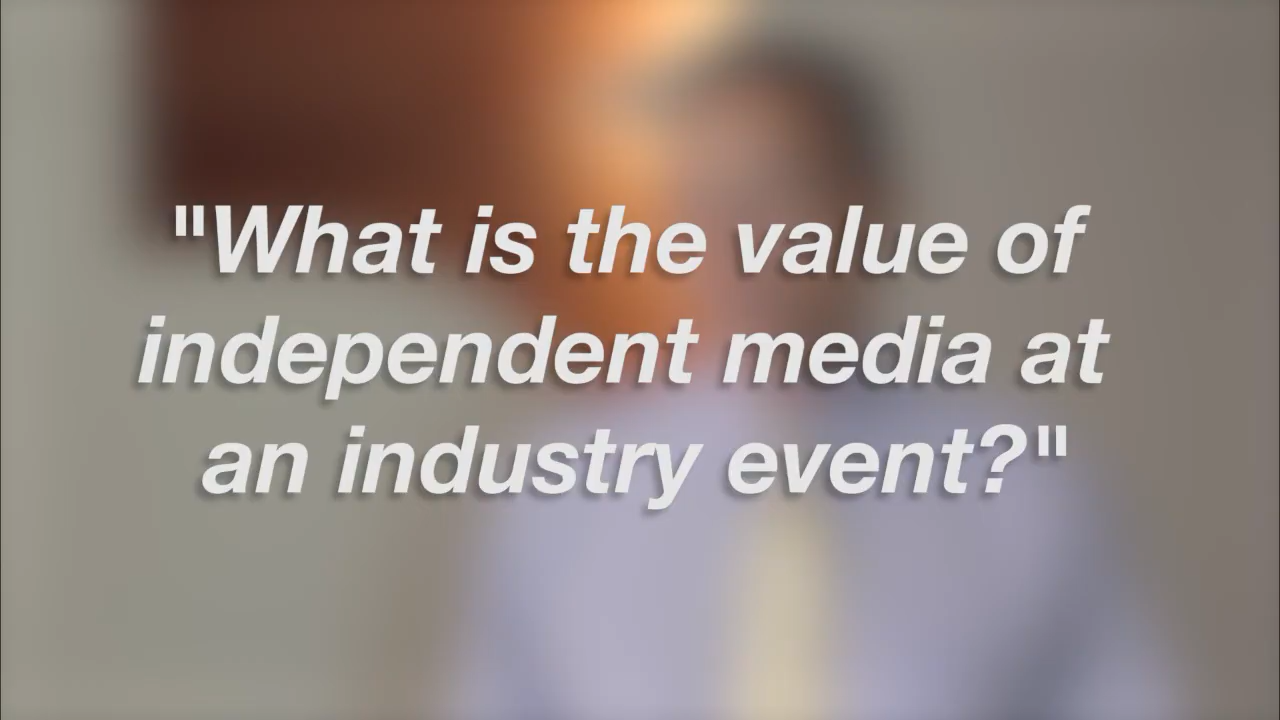 "What is the value of
independent media at
an industry event?"